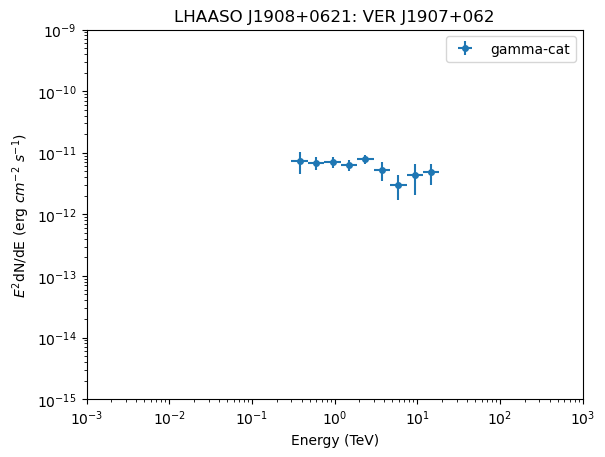 LHAASO J1908+0621: VER J1907+062
gamma-cat
E²dN/dE (erg cm⁻² s⁻¹)
10⁻⁹
10⁻¹⁰
10⁻¹¹
10⁻¹²
10⁻¹³
10⁻¹⁴
10⁻¹⁵
10⁻³ 10⁻² 10⁻¹ 10⁰ 10¹ 10² 10³
Energy (TeV)